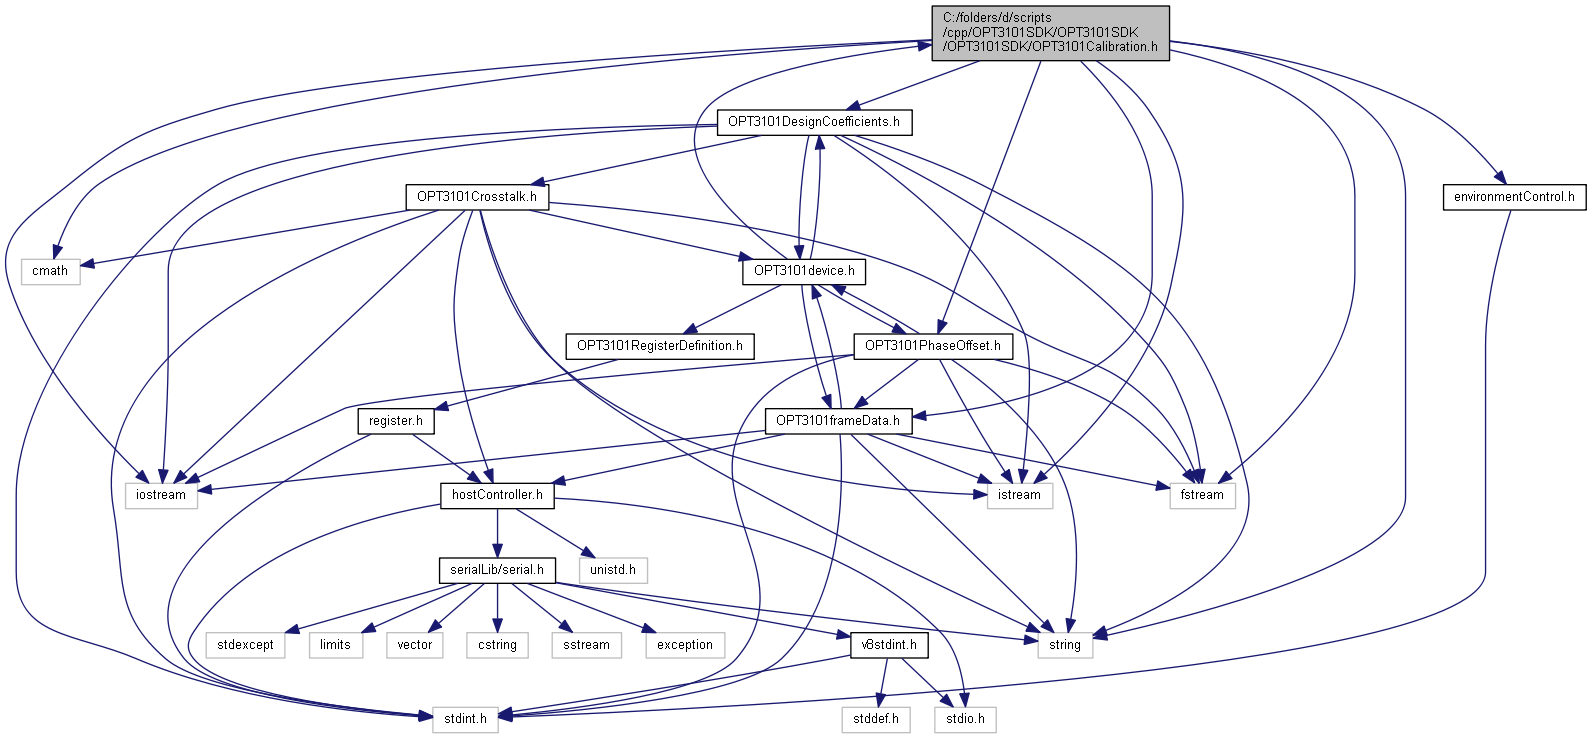 C:/folders/d/scripts
/cpp/OPT3101SDK/OPT3101SDK
/OPT3101SDK/OPT3101Calibration.h
OPT3101DesignCoefficients.h
OPT3101Crosstalk.h
environmentControl.h
cmath
OPT3101device.h
OPT3101RegisterDefinition.h
OPT3101PhaseOffset.h
register.h
OPT3101frameData.h
iostream
hostController.h
istream
fstream
serialLib/serial.h
unistd.h
stdexcept
limits
vector
cstring
sstream
exception
v8stdint.h
string
stdint.h
stddef.h
stdio.h